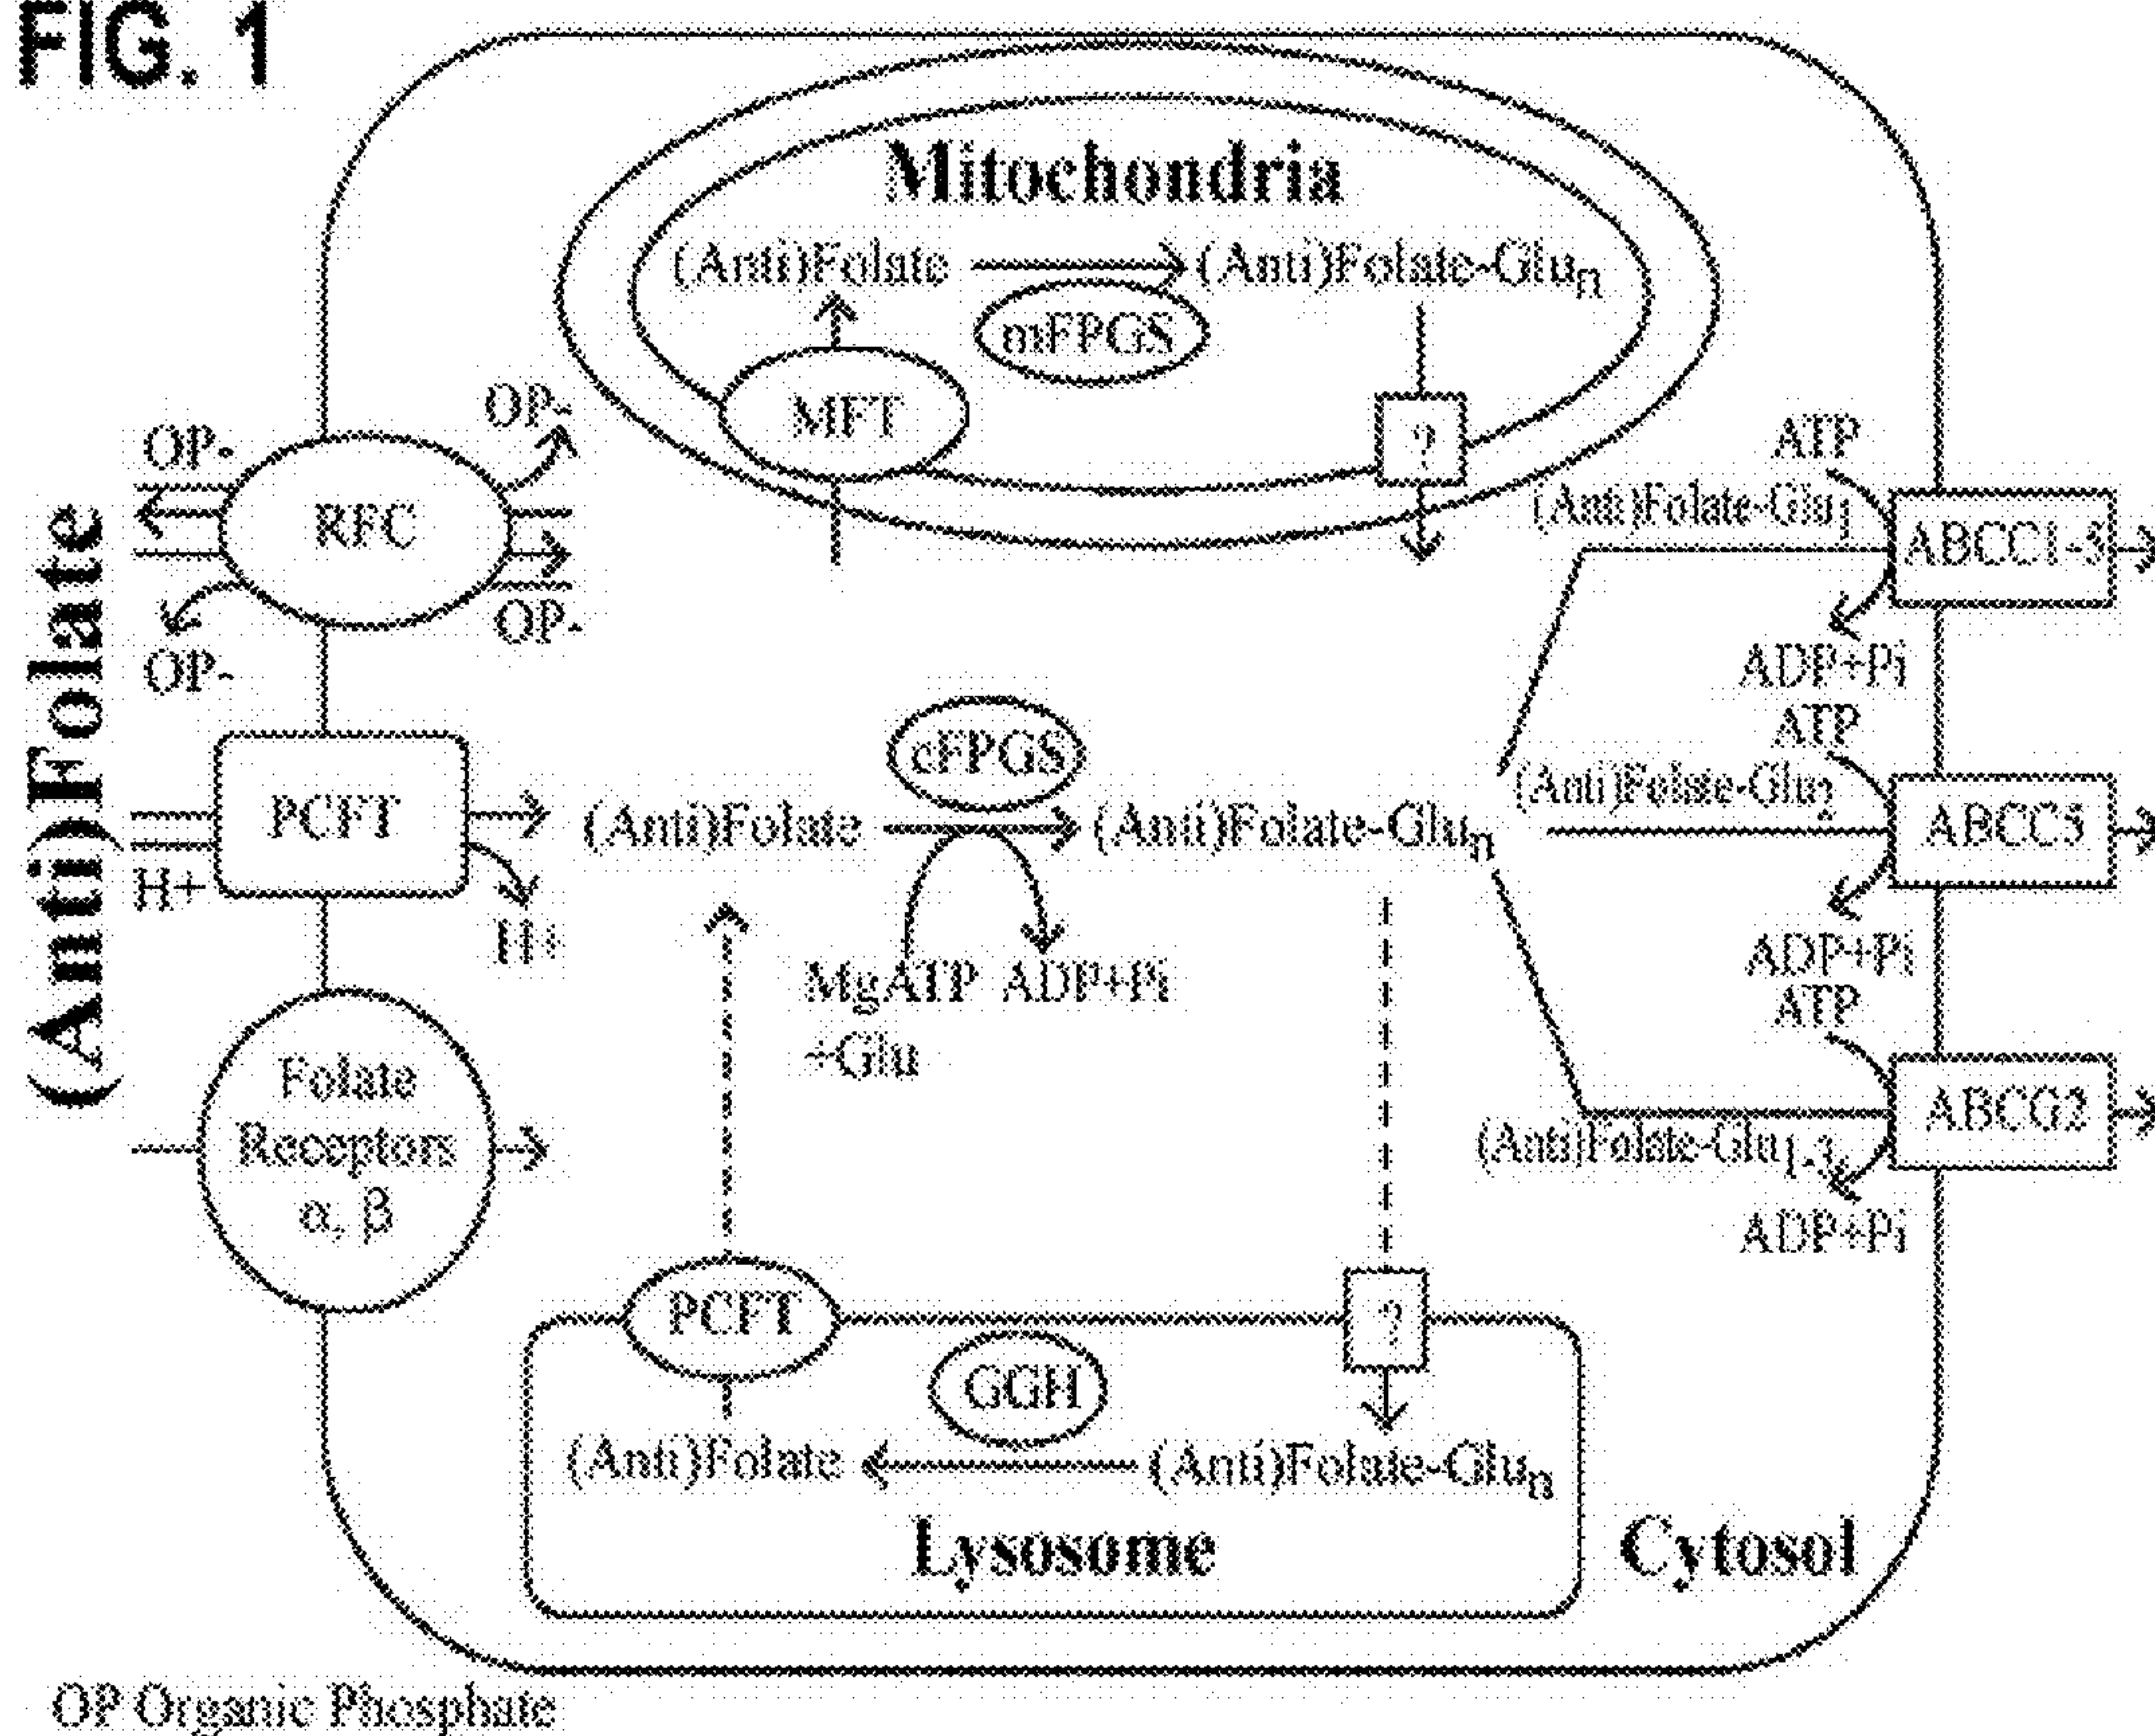 FIG. 1
Mitochondria
(Anti)Folate
(Anti)Folate-Glun
mFPGS
MFT
?
OP-
OP-
RFC
OP-
OP-
(Anti)Folate
PCFT
H+
H+
Folate
Receptors
α, β
cFPGS
(Anti)Folate
(Anti)Folate-Glun
MgATP
+Glu
ADP+Pi
ATP
(Anti)Folate-Glu1
ABCC1-5
ADP+Pi
ATP
(Anti)Folate-Glu2
ABCC5
ADP+Pi
ATP
ABCG2
(Anti)Folate-Glu1-3
ADP+Pi
PCFT
GGH
?
(Anti)Folate
(Anti)Folate-Glun
Lysosome
Cytosol
OP Organic Phosphate